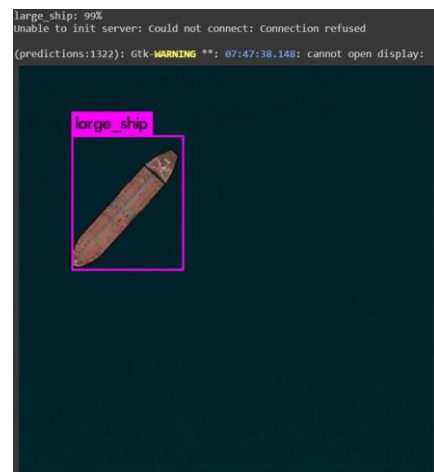 large_ship: 99%
Unable to init server: Could not connect: Connection refused
(predictions:1322): Gtk-WARNING **: 07:47:38.148: cannot open display:
large_ship